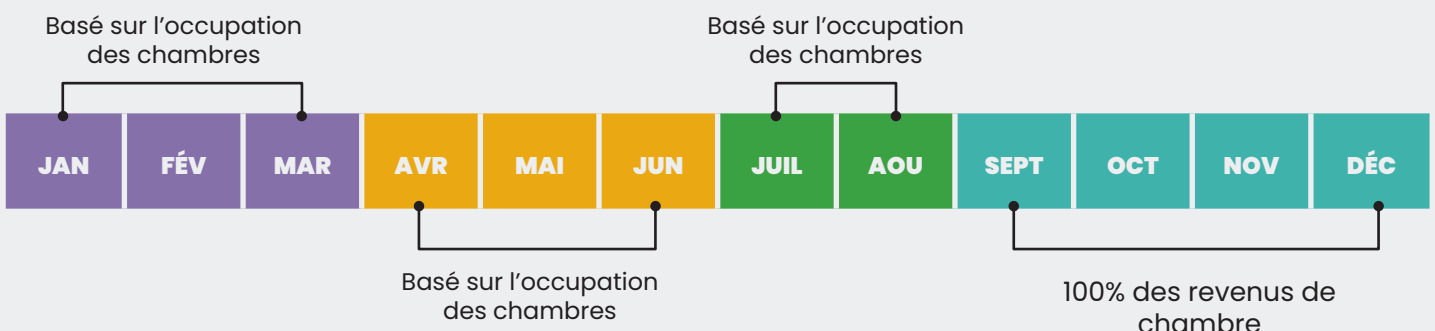 Basé sur l’occupation
des chambres
Basé sur l’occupation
des chambres
JAN FÉV MAR AVR MAI JUN JUIL AOU SEPT OCT NOV DÉC
Basé sur l’occupation
des chambres
100% des revenus de
chambre